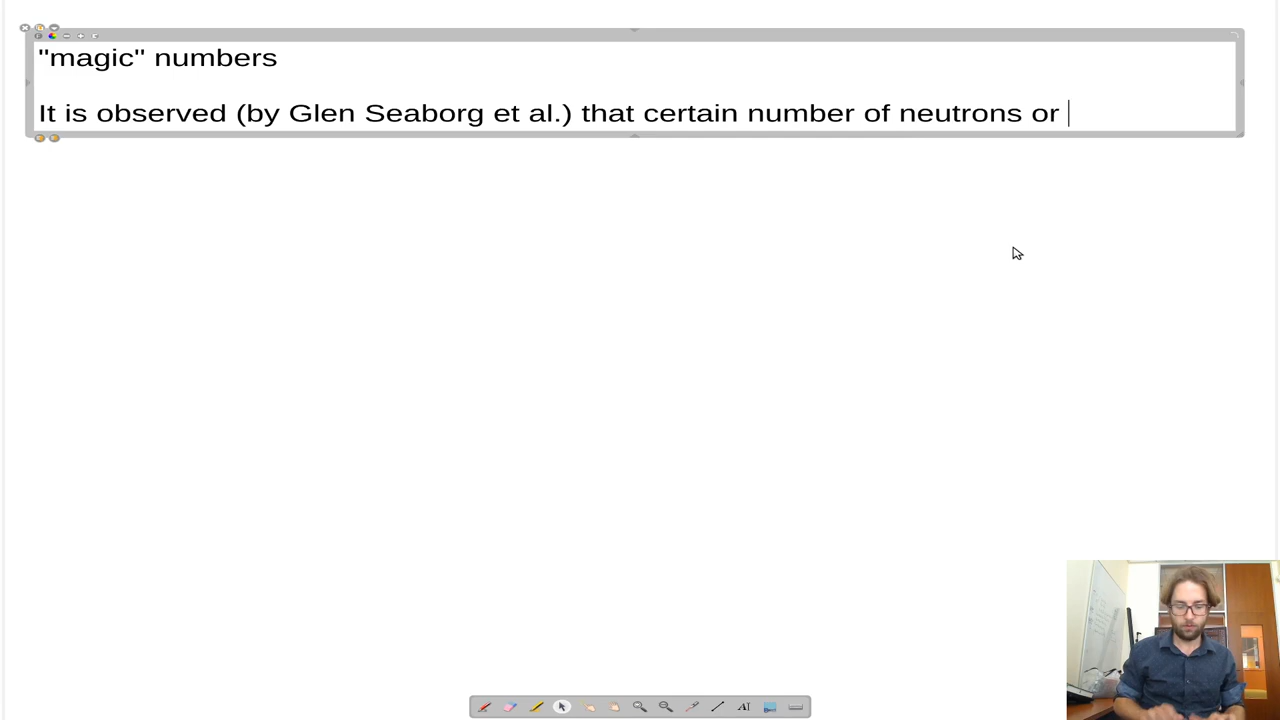 "magic" numbers
It is observed (by Glen Seaborg et al.) that certain number of neutrons or